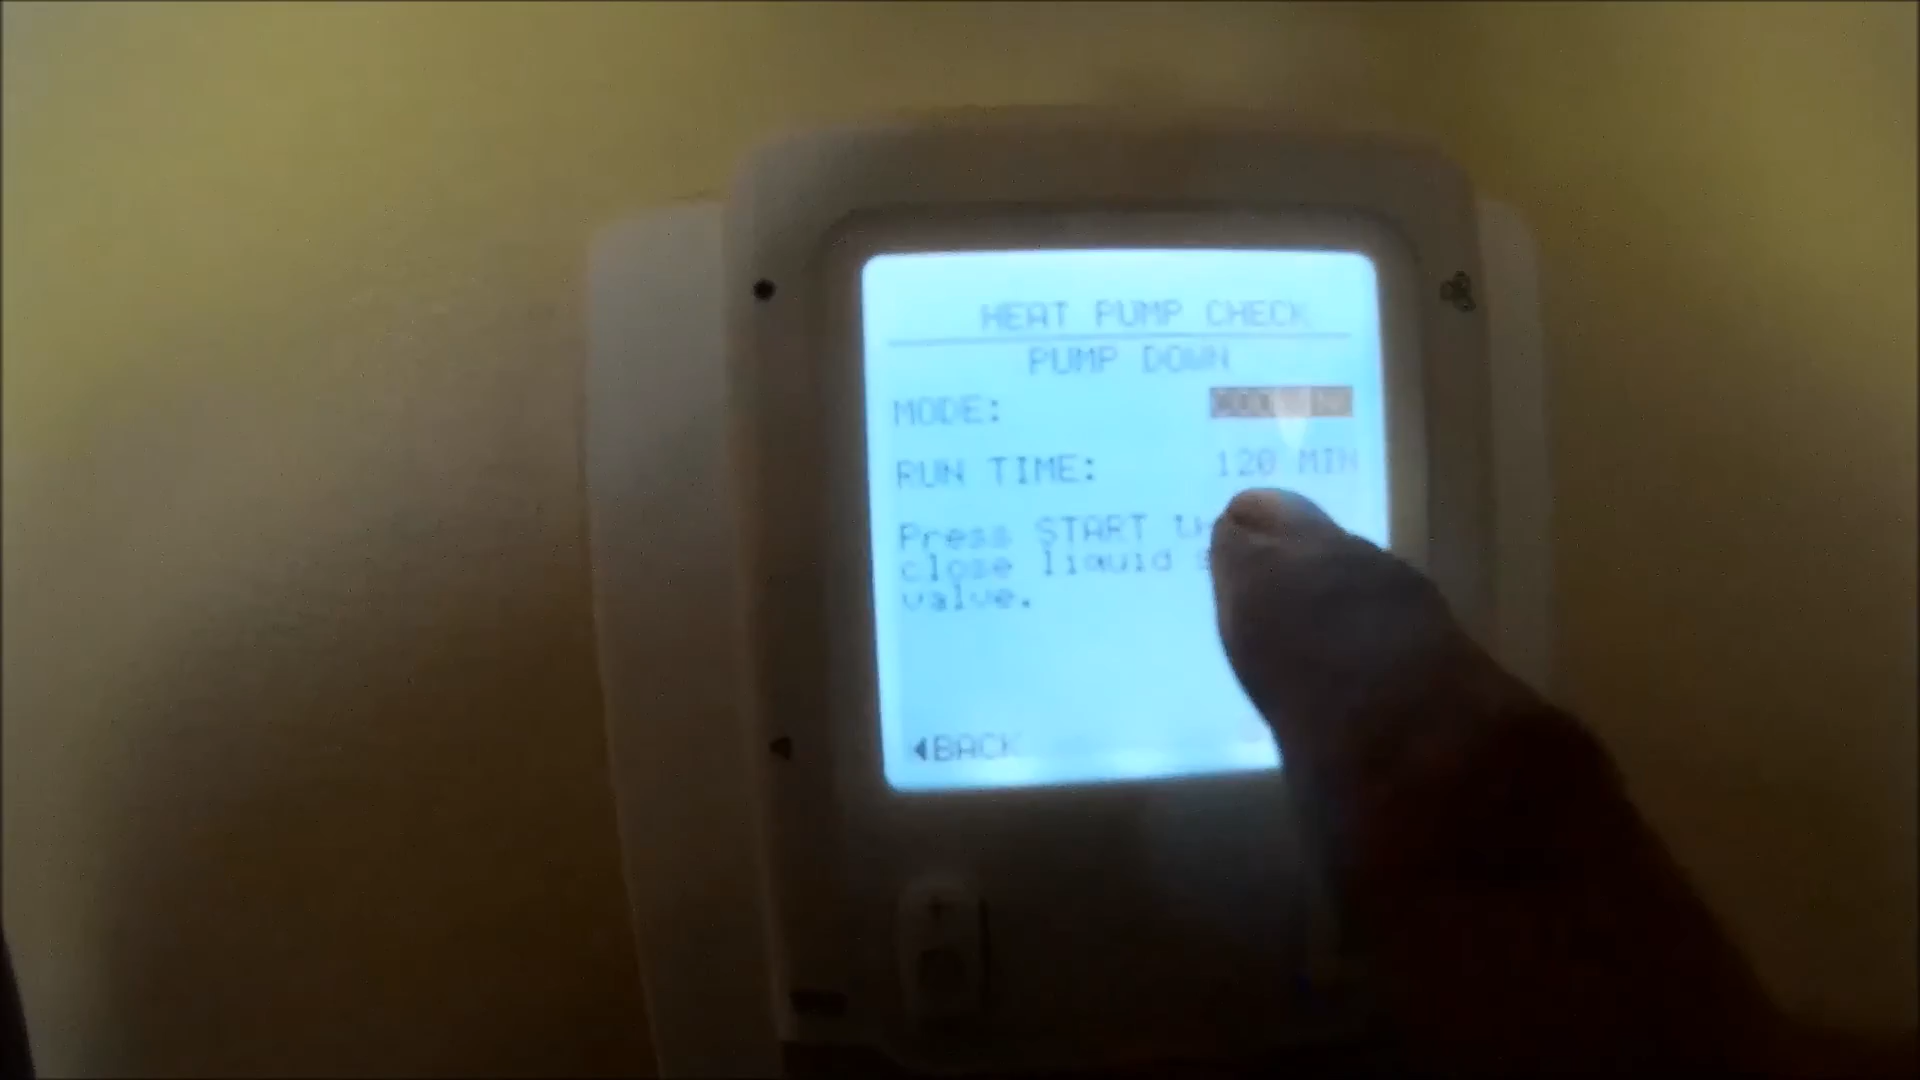 HEAT PUMP CHECK
PUMP DOWN
MODE:
RUN TIME: 120 MIN
Press START
close liquid
valve.
◀BACK